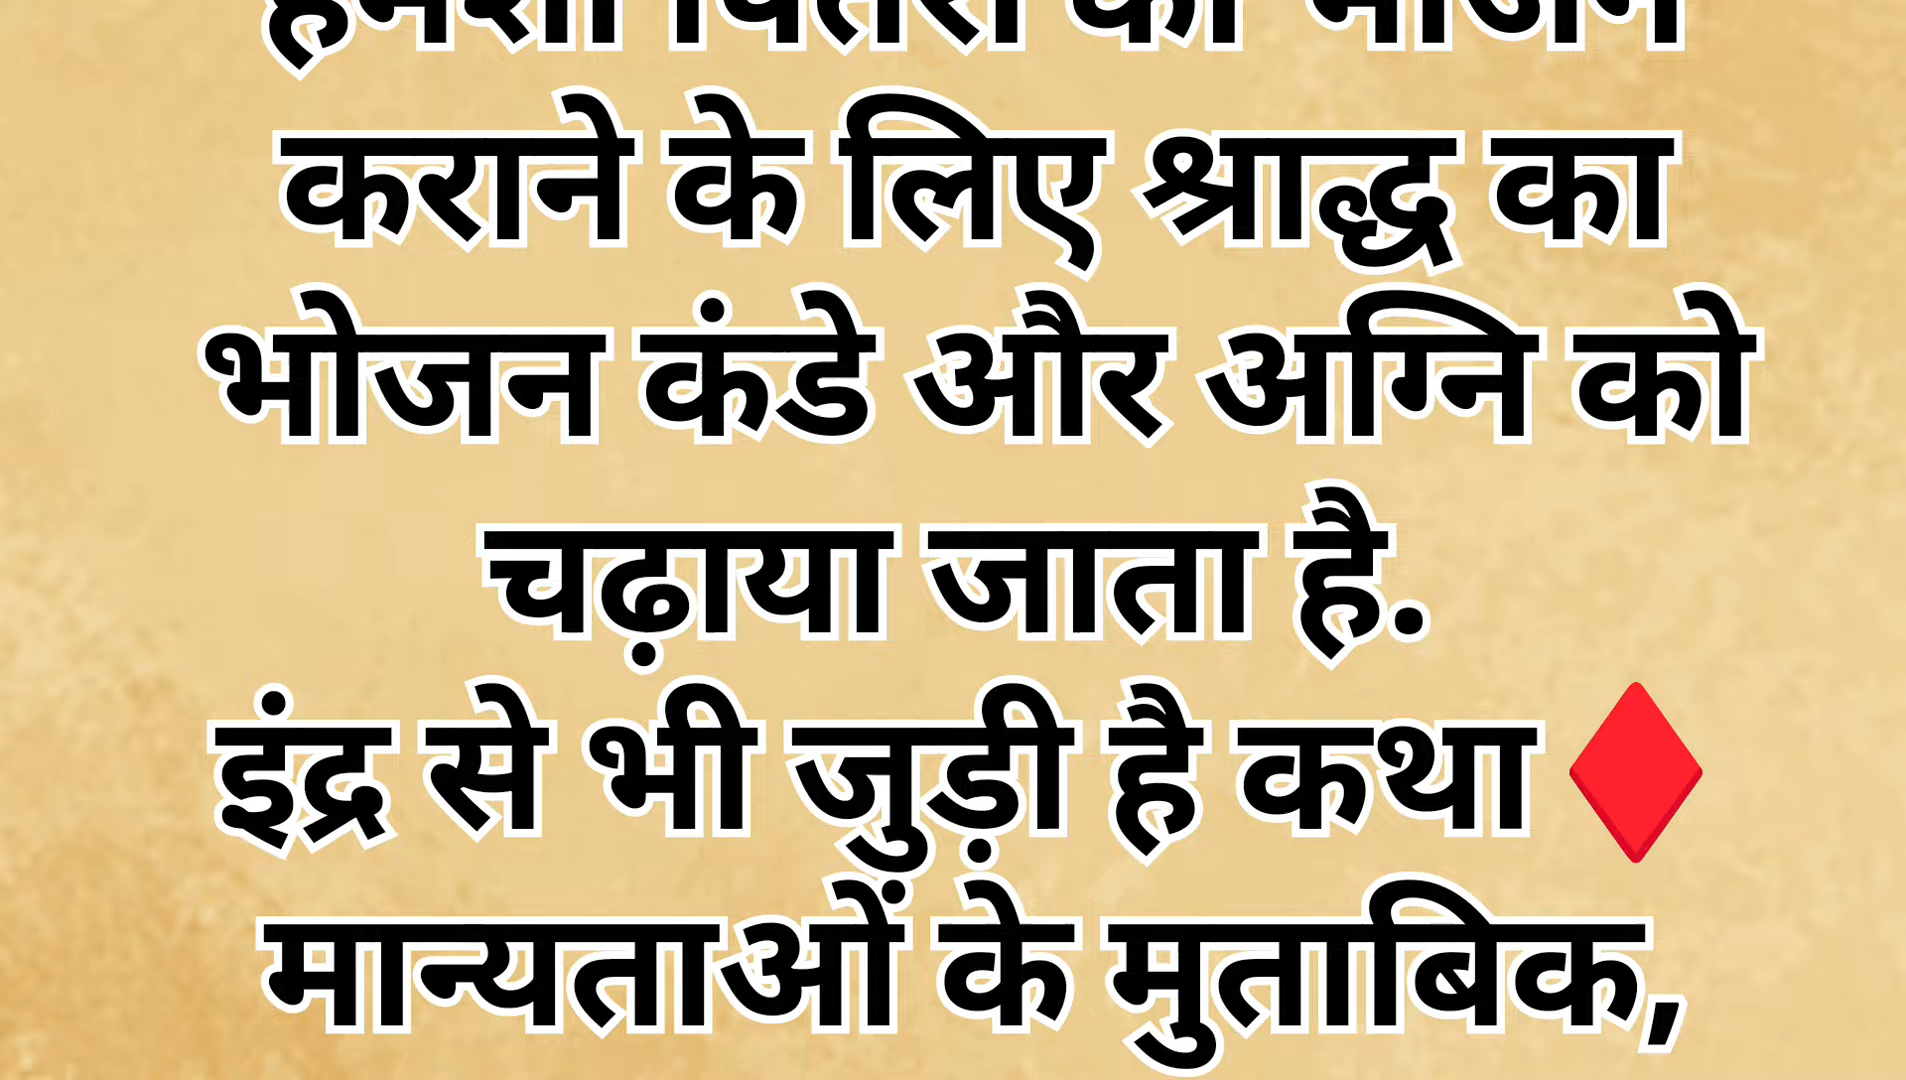 हमेशा पितरों को भोजन
कराने के लिए श्राद्ध का
भोजन कंडे और अग्नि को
चढ़ाया जाता है.
इंद्र से भी जुड़ी है कथा ♦
मान्यताओं के मुताबिक,